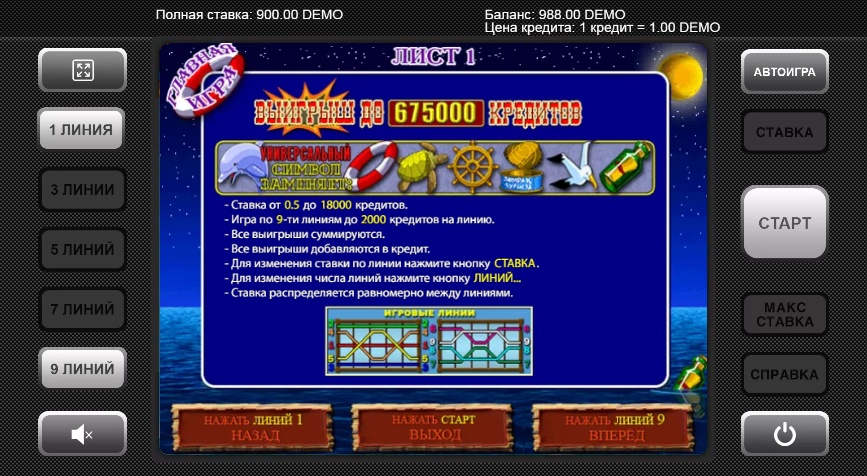 Полная ставка: 900.00 DEMO
Баланс: 988.00 DEMO
Цена кредита: 1 кредит = 1.00 DEMO
ГЛАВНАЯ
ИГРА
ЛИСТ 1
АВТОИГРА
1 ЛИНИЯ
ВЫИГРЫШ ДО 675000 КРЕДИТОВ
СТАВКА
УНИВЕРСАЛЬНЫЙ
СИМВОЛ
ЗАМЕНЯЕТ:
3 ЛИНИИ
- Ставка от 0.5 до 18000 кредитов.
- Игра по 9-ти линиям до 2000 кредитов на линию.
- Все выигрыши суммируются.
- Все выигрыши добавляются в кредит.
- Для изменения ставки по линии нажмите кнопку СТАВКА.
- Для изменения числа линий нажмите кнопку ЛИНИЙ...
- Ставка распределяется равномерно между линиями.
СТАРТ
5 ЛИНИЙ
7 ЛИНИЙ
ИГРОВЫЕ ЛИНИИ
МАКС
СТАВКА
9 ЛИНИЙ
СПРАВКА
НАЖАТЬ ЛИНИЙ 1
НАЗАД
НАЖАТЬ СТАРТ
ВЫХОД
НАЖАТЬ ЛИНИЙ 9
ВПЕРЕД